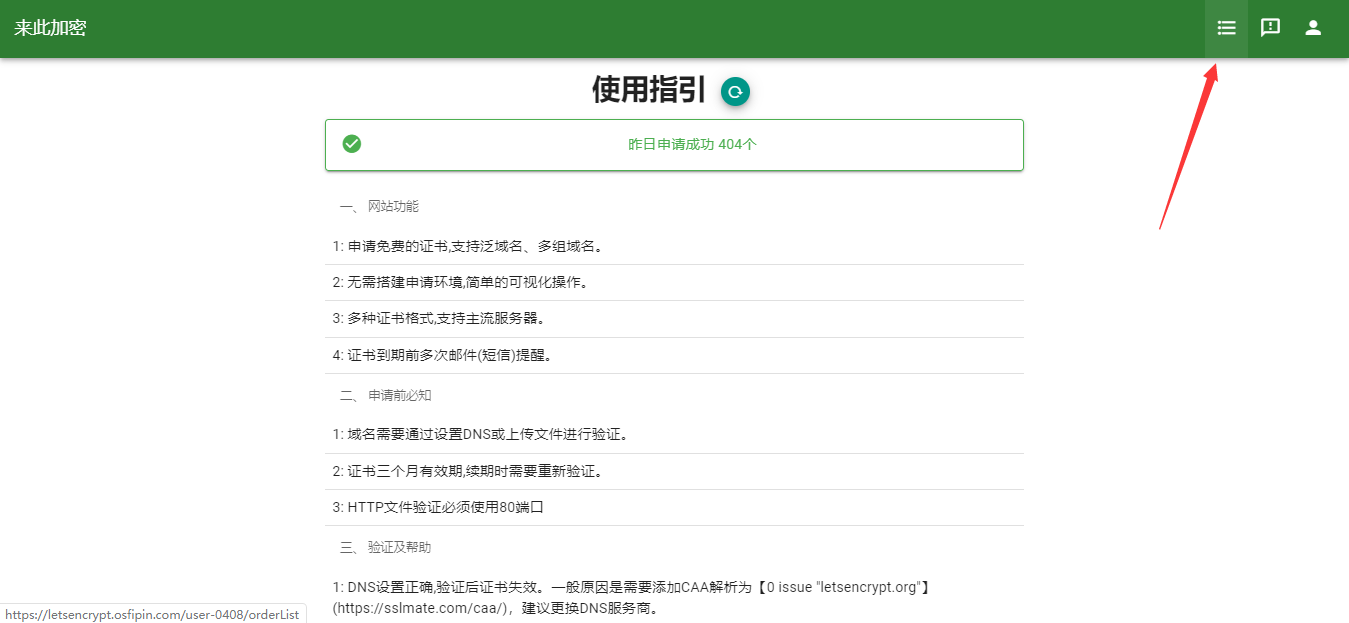 来此加密
使用指引
昨日申请成功 404个
一、 网站功能
1: 申请免费的证书,支持泛域名、多组域名。
2: 无需搭建申请环境,简单的可视化操作。
3: 多种证书格式,支持主流服务器。
4: 证书到期前多次邮件(短信)提醒。
二、 申请前必知
1: 域名需要通过设置DNS或上传文件进行验证。
2: 证书三个月有效期,续期时需要重新验证。
3: HTTP文件验证必须使用80端口
三、 验证及帮助
1: DNS设置正确,验证后证书失效。一般原因是需要添加CAA解析为【0 issue "letsencrypt.org"】
(https://sslmate.com/caa/)，建议更换DNS服务商。
https://letsencrypt.osfipin.com/user-0408/orderList